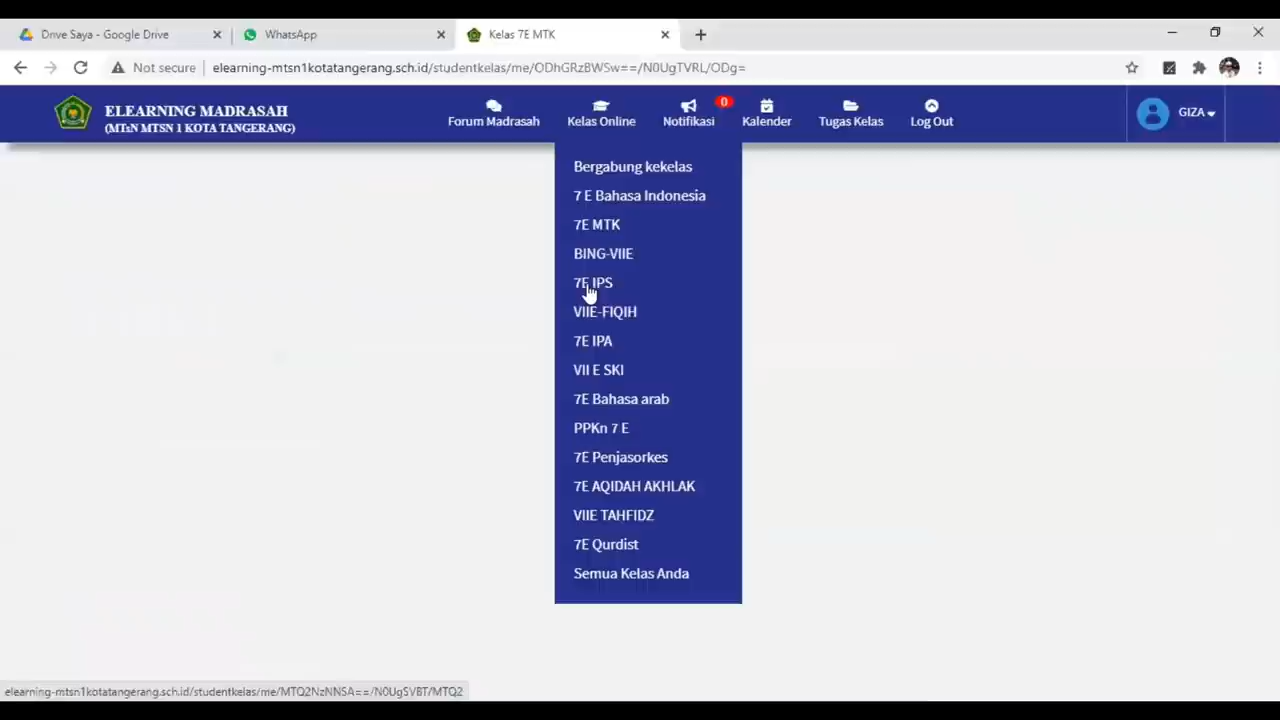 Drive Saya - Google Drive
WhatsApp
Kelas 7E MTK
Not secure
elearning-mtsn1kotatangerang.sch.id/studentkelas/me/ODhGRzBWSw==/N0UgTVRL/ODg=
ELEARNING MADRASAH
(MTsN MTSN 1 KOTA TANGERANG)
Forum Madrasah
Kelas Online
Notifikasi
0
Kalender
Tugas Kelas
Log Out
GIZA
Bergabung kekelas
7 E Bahasa Indonesia
7E MTK
BING-VIIE
7E IPS
VIIE-FIQIH
7E IPA
VII E SKI
7E Bahasa arab
PPKn 7 E
7E Penjasorkes
7E AQIDAH AKHLAK
VIIE TAHFIDZ
7E Qurdist
Semua Kelas Anda
elearning-mtsn1kotatangerang.sch.id/studentkelas/me/MTQ2NzNNSA==/N0UgSVBT/MTQ2